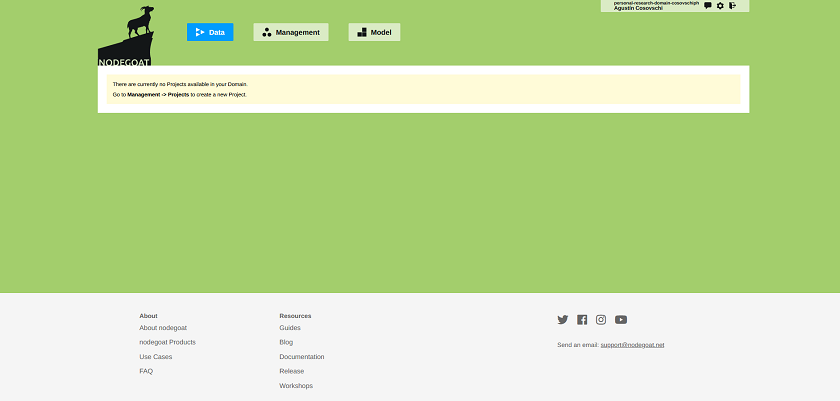 personal-research-domain-cosovschiph
Agustín Cosovschi
NODEGOAT
Data
Management
Model
There are currently no Projects available in your Domain.
Go to Management -> Projects to create a new Project.
About
About nodegoat
nodegoat Products
Use Cases
FAQ
Resources
Guides
Blog
Documentation
Release
Workshops
Send an email: support@nodegoat.net